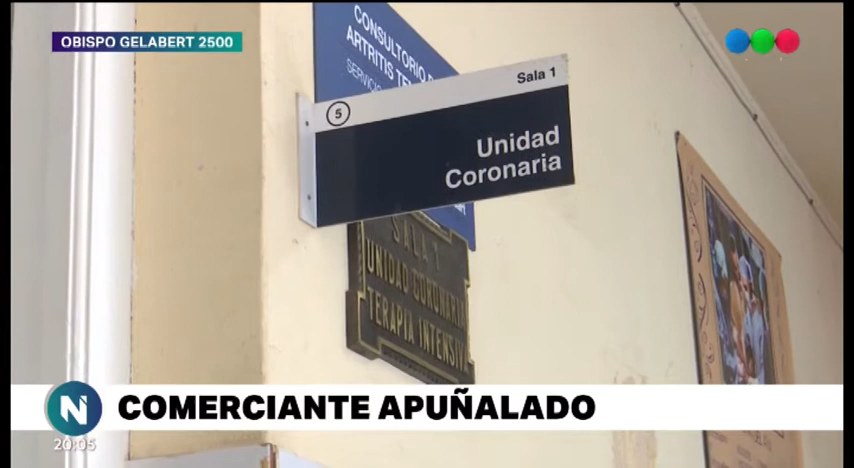 OBISPO GELABERT 2500
CONSULTORIO
ARTRITIS
Sala 1
5
Unidad
Coronaria
SALA 1
UNIDAD CORONARIA
TERAPIA INTENSIV
N
COMERCIANTE APUÑALADO
20:05